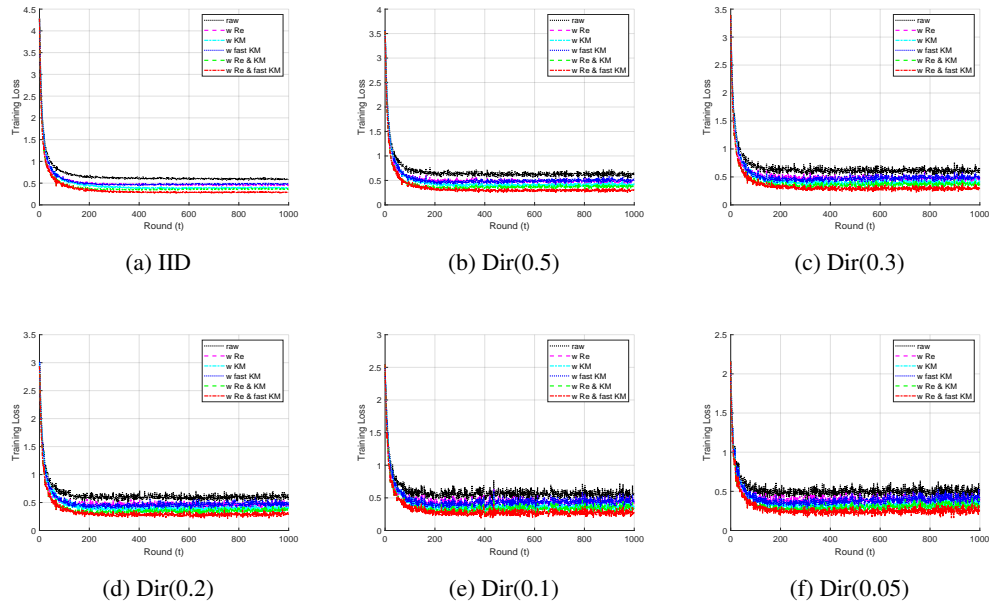 4.5
4
3.5
3
2.5
2
1.5
1
0.5
0
Training Loss
0 200 400 600 800 1000
Round (t)
raw
w Re
w KM
w fast KM
w Re & KM
w Re & fast KM
(a) IID
4
3.5
3
2.5
2
1.5
1
0.5
0
Training Loss
0 200 400 600 800 1000
Round (t)
raw
w Re
w KM
w fast KM
w Re & KM
w Re & fast KM
(b) Dir(0.5)
3.5
3
2.5
2
1.5
1
0.5
0
Training Loss
0 200 400 600 800 1000
Round (t)
raw
w Re
w KM
w fast KM
w Re & KM
w Re & fast KM
(c) Dir(0.3)
3.5
3
2.5
2
1.5
1
0.5
0
Training Loss
0 200 400 600 800 1000
Round (t)
raw
w Re
w KM
w fast KM
w Re & KM
w Re & fast KM
(d) Dir(0.2)
3
2.5
2
1.5
1
0.5
0
Training Loss
0 200 400 600 800 1000
Round (t)
raw
w Re
w KM
w fast KM
w Re & KM
w Re & fast KM
(e) Dir(0.1)
2.5
2
1.5
1
0.5
0
Training Loss
0 200 400 600 800 1000
Round (t)
raw
w Re
w KM
w fast KM
w Re & KM
w Re & fast KM
(f) Dir(0.05)